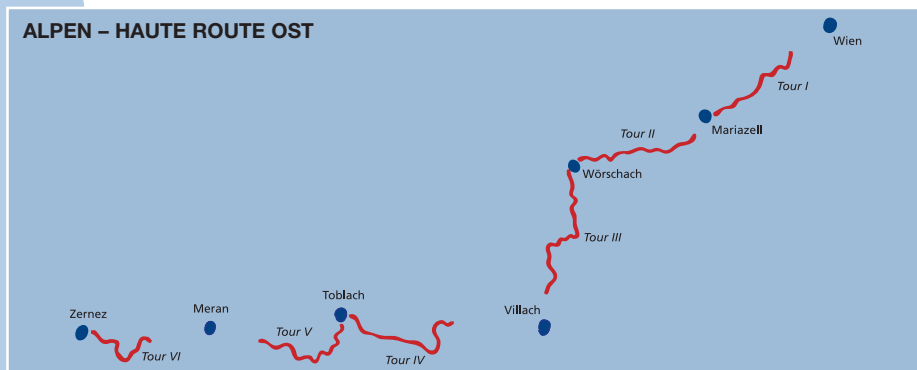 ALPEN – HAUTE ROUTE OST
Wien
Tour I
Mariazell
Tour II
Wörschach
Tour III
Villach
Toblach
Meran
Zernez
Tour V
Tour IV
Tour VI